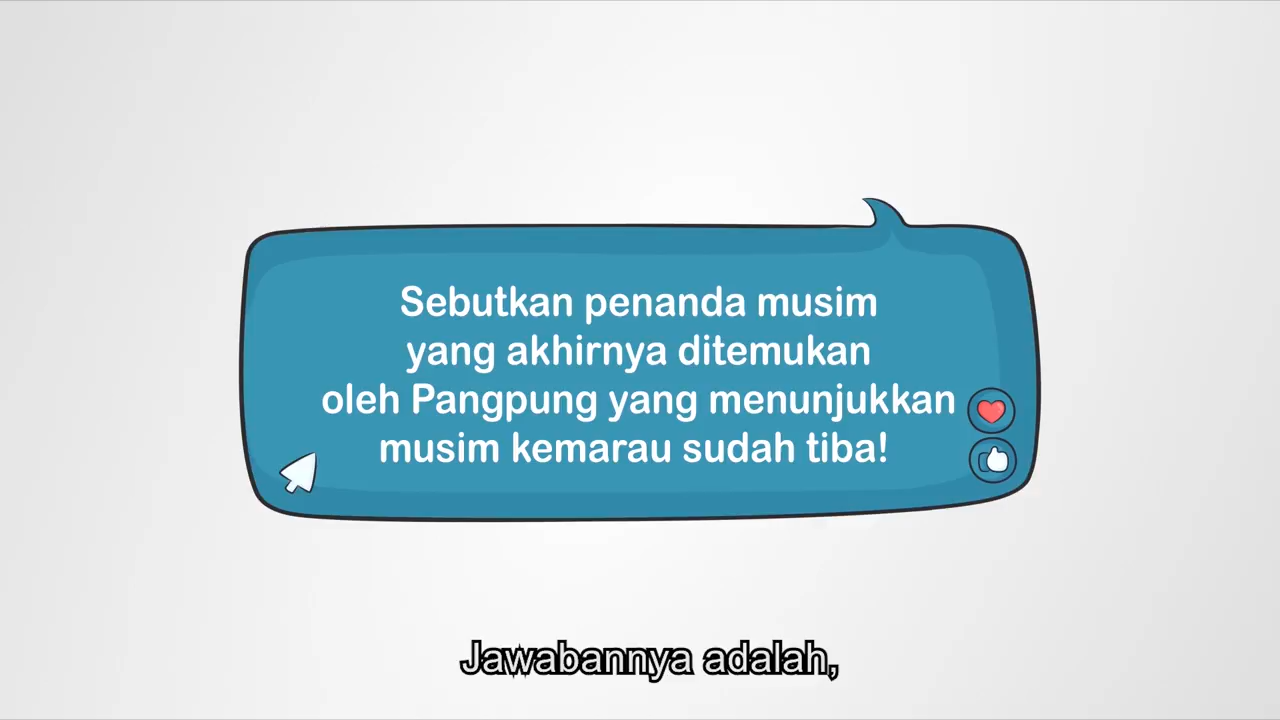 Sebutkan penanda musim
yang akhirnya ditemukan
oleh Pangpung yang menunjukkan
musim kemarau sudah tiba!
Jawabannya adalah,